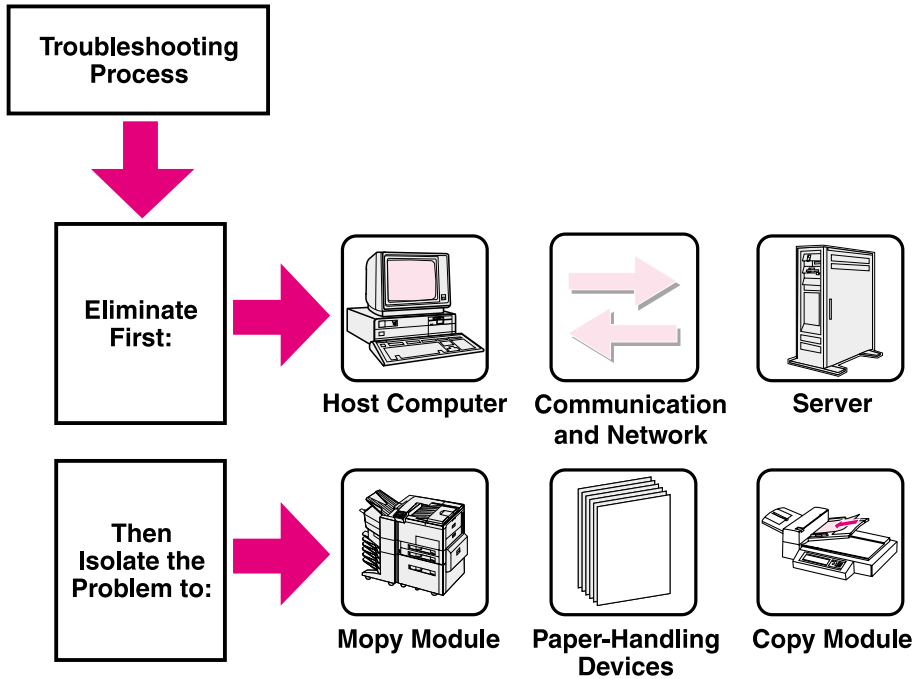 Troubleshooting
Process
Eliminate
First:
Host Computer
Communication
and Network
Server
Then
Isolate the
Problem to:
Mopy Module
Paper-Handling
Devices
Copy Module